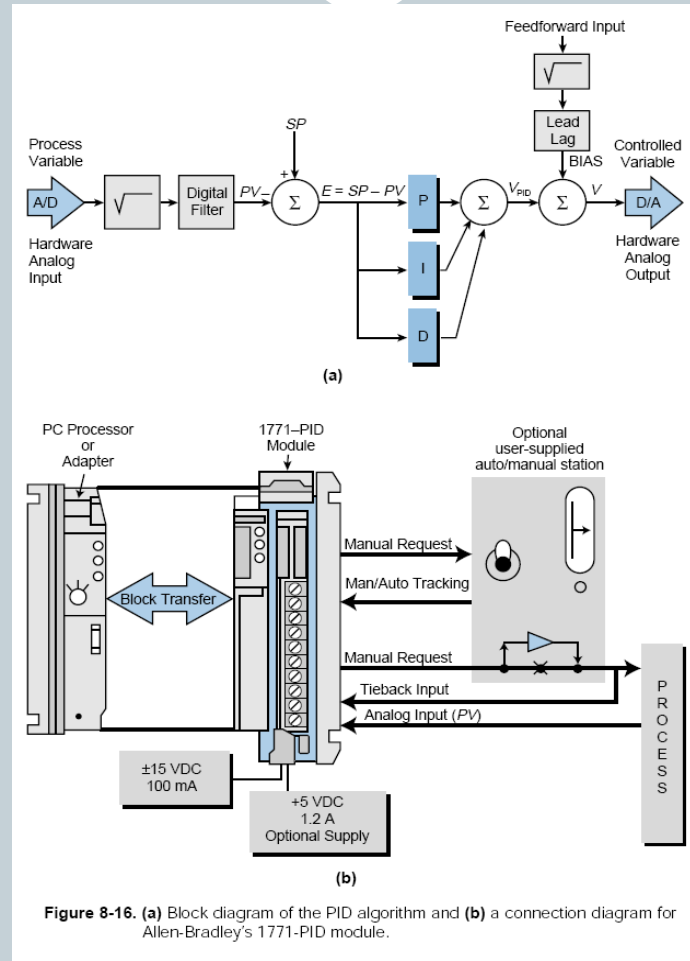 Feedforward Input
√
Lead
Lag
BIAS
Process
Variable
A/D
Hardware
Analog
Input
√
Digital
Filter
PV–
SP
+
Σ
E = SP – PV
P
I
D
Σ
VPID
Σ
V
Controlled
Variable
D/A
Hardware
Analog
Output
(a)
PC Processor
or
Adapter
1771–PID
Module
Optional
user-supplied
auto/manual station
Block Transfer
Manual Request
Man/Auto Tracking
Manual Request
Tieback Input
Analog Input (PV)
PROCESS
±15 VDC
100 mA
+5 VDC
1.2 A
Optional Supply
(b)
Figure 8-16. (a) Block diagram of the PID algorithm and (b) a connection diagram for
Allen-Bradley's 1771-PID module.